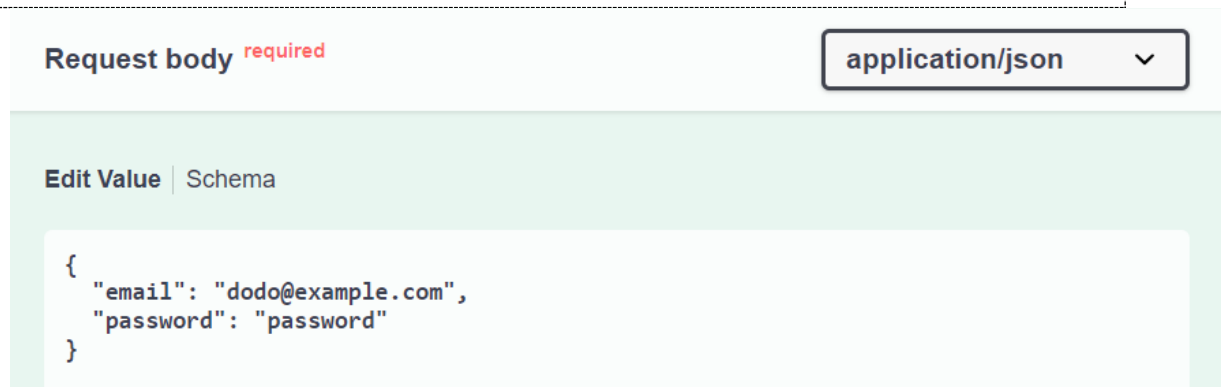 Request body required
application/json
Edit Value | Schema
{
  "email": "dodo@example.com",
  "password": "password"
}